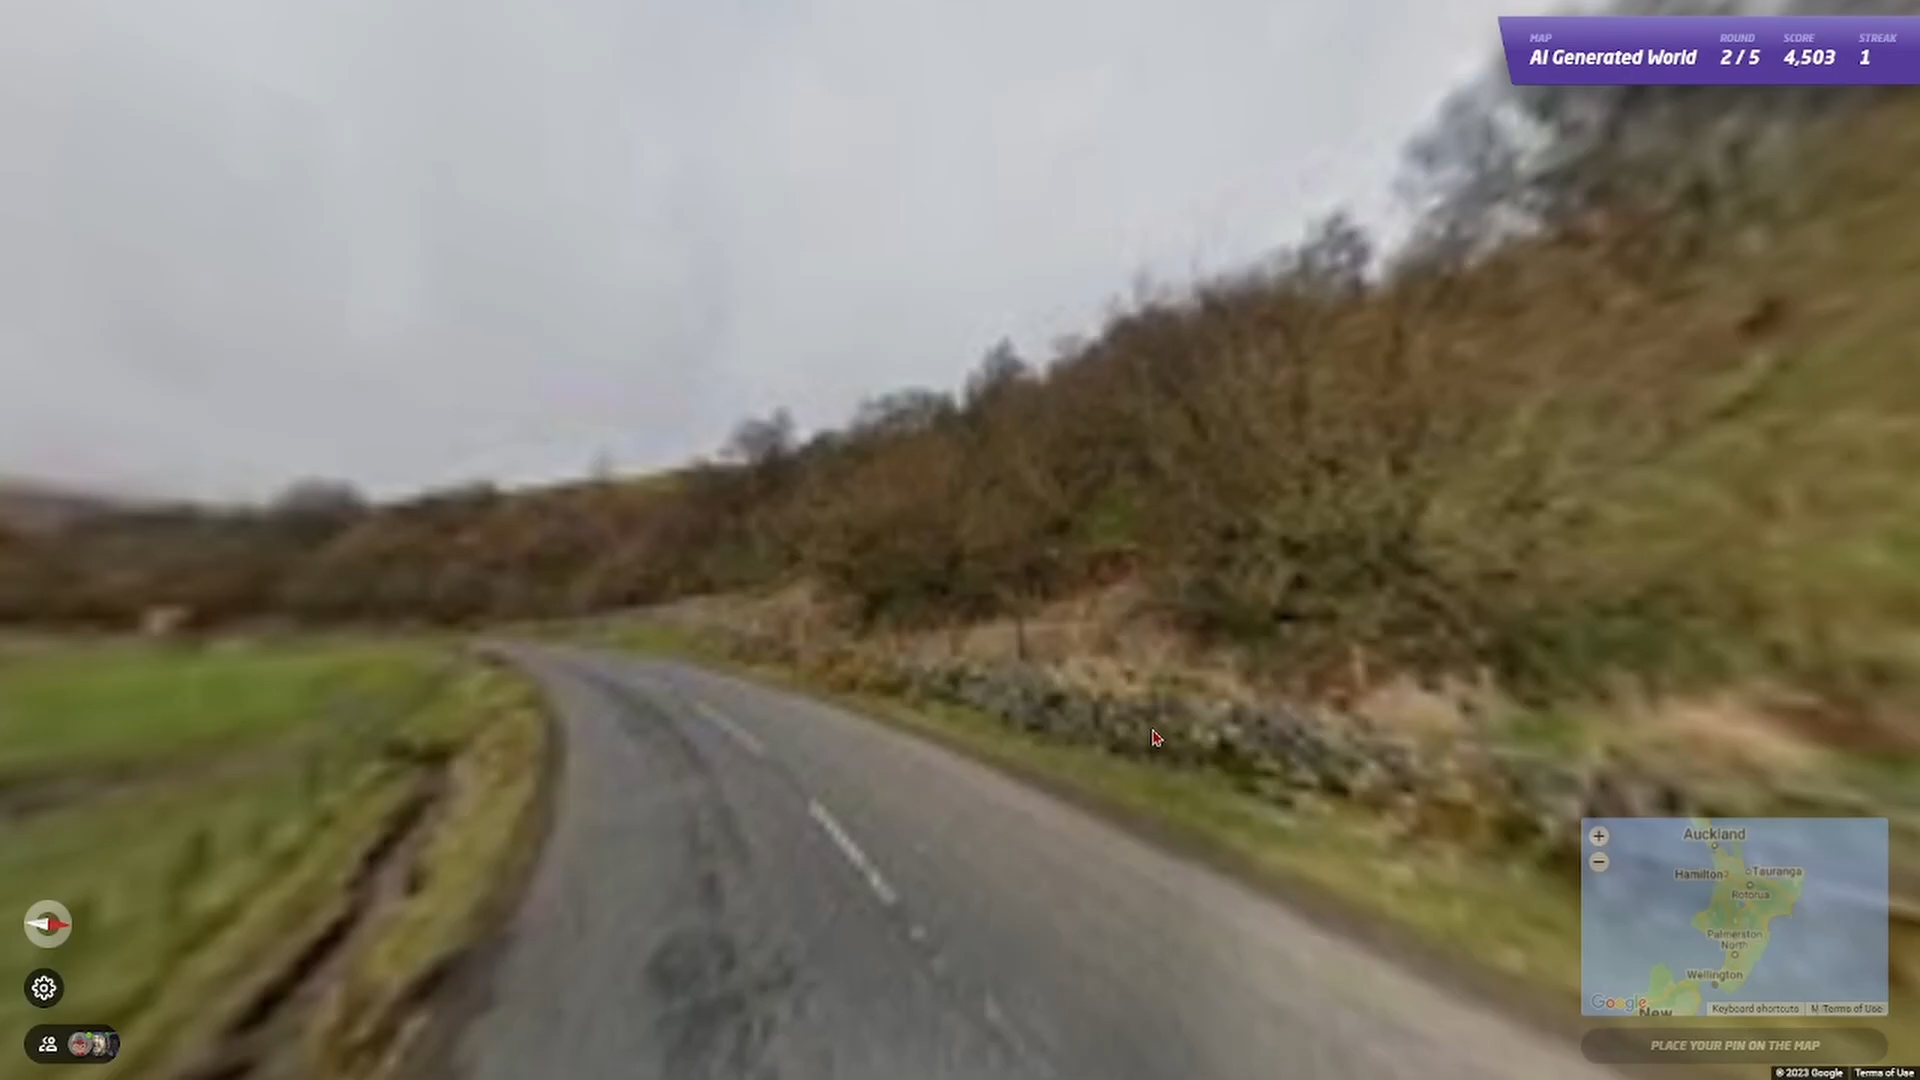 MAP ROUND SCORE STREAK
AI Generated World 2 / 5 4,503 1
+
Auckland
−
Hamilton Tauranga
Rotorua
Palmerston
North
Wellington
Google
New
Keyboard shortcuts M Terms of Use
PLACE YOUR PIN ON THE MAP
© 2023 Google Terms of Use